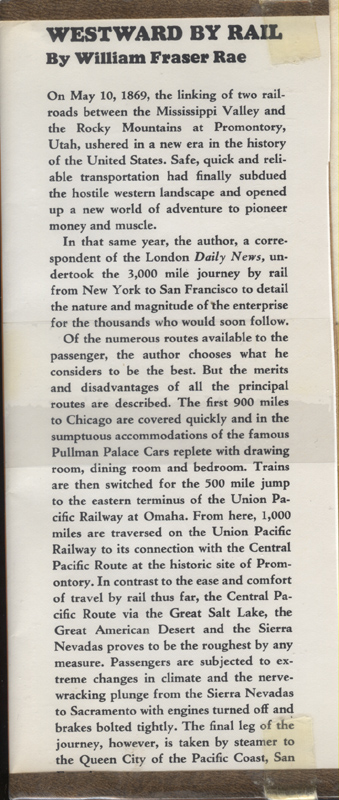 WESTWARD BY RAIL
By William Fraser Rae
On May 10, 1869, the linking of two rail-
roads between the Mississippi Valley and
the Rocky Mountains at Promontory,
Utah, ushered in a new era in the history
of the United States. Safe, quick and reli-
able transportation had finally subdued
the hostile western landscape and opened
up a new world of adventure to pioneer
money and muscle.
In that same year, the author, a corre-
spondent of the London Daily News, un-
dertook the 3,000 mile journey by rail
from New York to San Francisco to detail
the nature and magnitude of the enterprise
for the thousands who would soon follow.
Of the numerous routes available to the
passenger, the author chooses what he
considers to be the best. But the merits
and disadvantages of all the principal
routes are described. The first 900 miles
to Chicago are covered quickly and in the
sumptuous accommodations of the famous
Pullman Palace Cars replete with drawing
room, dining room and bedroom. Trains
are then switched for the 500 mile jump
to the eastern terminus of the Union Pa-
cific Railway at Omaha. From here, 1,000
miles are traversed on the Union Pacific
Railway to its connection with the Central
Pacific Route at the historic site of Prom-
ontory. In contrast to the ease and comfort
of travel by rail thus far, the Central Pa-
cific Route via the Great Salt Lake, the
Great American Desert and the Sierra
Nevadas proves to be the roughest by any
measure. Passengers are subjected to ex-
treme changes in climate and the nerve-
wracking plunge from the Sierra Nevadas
to Sacramento with engines turned off and
brakes bolted tightly. The final leg of the
journey, however, is taken by steamer to
the Queen City of the Pacific Coast, San